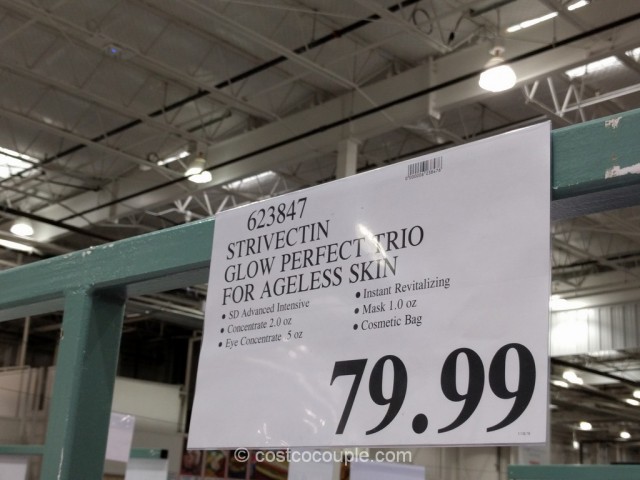 623847
STRIVECTIN
GLOW PERFECT TRIO
FOR AGELESS SKIN
• SD Advanced Intensive
• Concentrate 2.0 oz
• Eye Concentrate .5 oz
• Instant Revitalizing
• Mask 1.0 oz
• Cosmetic Bag
79.99
© costcocouple.com